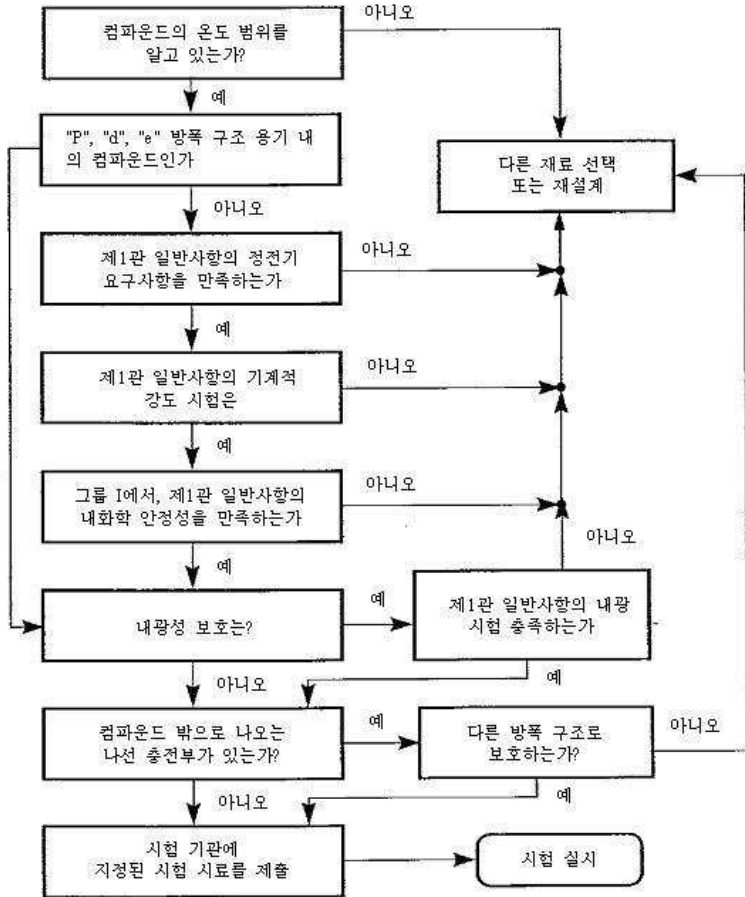 컴파운드의 온도 범위를
알고 있는가?
아니오
예
"P", "d", "e" 방폭 구조 용기 내
의 컴파운드인가
다른 재료 선택
또는 재설계
아니오
제1관 일반사항의 정전기
요구사항을 만족하는가
아니오
예
제1관 일반사항의 기계적
강도 시험은
아니오
예
그룹 I에서, 제1관 일반사항의
내화학 안정성을 만족하는가
아니오
아니오
예
내광성 보호는?
예
제1관 일반사항의 내광
시험 충족하는가
아니오
예
컴파운드 밖으로 나오는
나선 충전부가 있는가?
예
다른 방폭 구조로
보호하는가?
아니오
아니오
예
시험 기관에
지정된 시험 시료를 제출
시험 실시